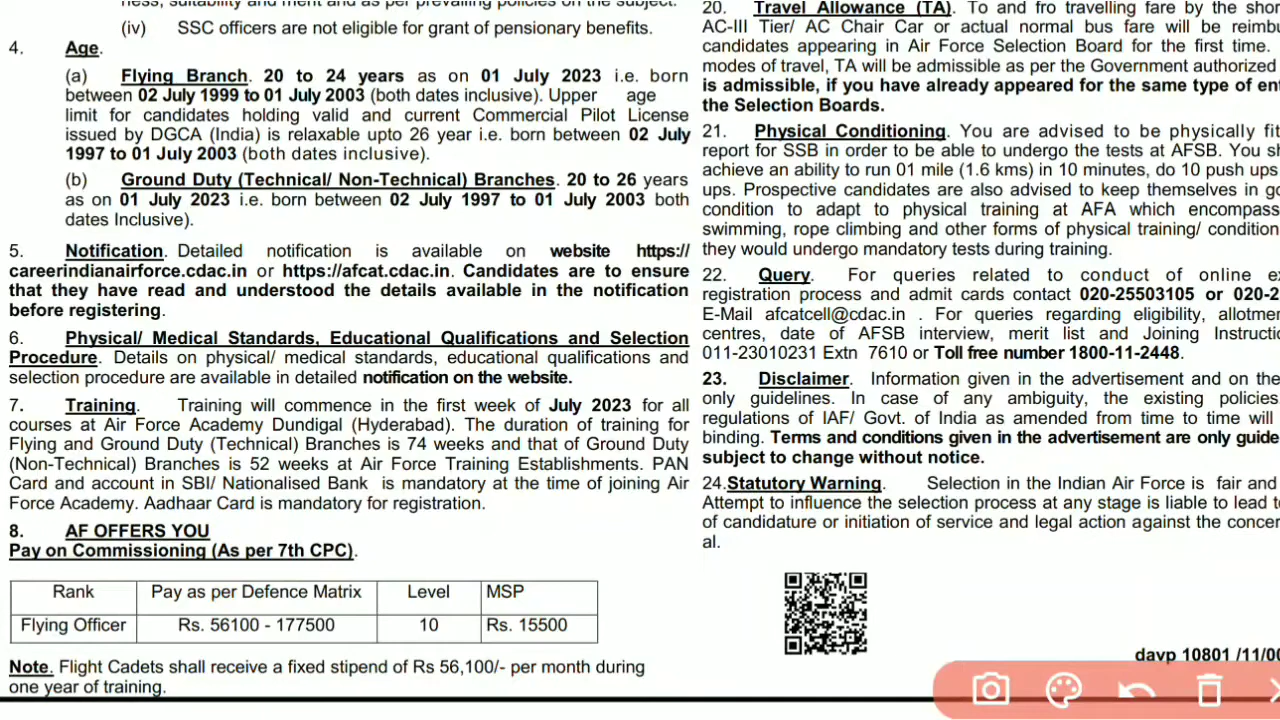 ness, suitability and merit and as per prevailing policies on the subject.
(iv) SSC officers are not eligible for grant of pensionary benefits.
4. Age.
(a) Flying Branch. 20 to 24 years as on 01 July 2023 i.e. born
between 02 July 1999 to 01 July 2003 (both dates inclusive). Upper age
limit for candidates holding valid and current Commercial Pilot License
issued by DGCA (India) is relaxable upto 26 year i.e. born between 02 July
1997 to 01 July 2003 (both dates inclusive).
(b) Ground Duty (Technical/ Non-Technical) Branches. 20 to 26 years
as on 01 July 2023 i.e. born between 02 July 1997 to 01 July 2003 both
dates Inclusive).
5. Notification. Detailed notification is available on website https://
careerindianairforce.cdac.in or https://afcat.cdac.in. Candidates are to ensure
that they have read and understood the details available in the notification
before registering.
6. Physical/ Medical Standards, Educational Qualifications and Selection
Procedure. Details on physical/ medical standards, educational qualifications and
selection procedure are available in detailed notification on the website.
7. Training. Training will commence in the first week of July 2023 for all
courses at Air Force Academy Dundigal (Hyderabad). The duration of training for
Flying and Ground Duty (Technical) Branches is 74 weeks and that of Ground Duty
(Non-Technical) Branches is 52 weeks at Air Force Training Establishments. PAN
Card and account in SBI/ Nationalised Bank is mandatory at the time of joining Air
Force Academy. Aadhaar Card is mandatory for registration.
8. AF OFFERS YOU
Pay on Commissioning (As per 7th CPC).
Rank Pay as per Defence Matrix Level MSP
Flying Officer Rs. 56100 - 177500 10 Rs. 15500
Note. Flight Cadets shall receive a fixed stipend of Rs 56,100/- per month during
one year of training.
20. Travel Allowance (TA). To and fro travelling fare by the shor
AC-III Tier/ AC Chair Car or actual normal bus fare will be reimbu
candidates appearing in Air Force Selection Board for the first time.
modes of travel, TA will be admissible as per the Government authorized
is admissible, if you have already appeared for the same type of ent
the Selection Boards.
21. Physical Conditioning. You are advised to be physically fit
report for SSB in order to be able to undergo the tests at AFSB. You sh
achieve an ability to run 01 mile (1.6 kms) in 10 minutes, do 10 push ups
ups. Prospective candidates are also advised to keep themselves in go
condition to adapt to physical training at AFA which encompass
swimming, rope climbing and other forms of physical training/ condition
they would undergo mandatory tests during training.
22. Query. For queries related to conduct of online ex
registration process and admit cards contact 020-25503105 or 020-2
E-Mail afcatcell@cdac.in . For queries regarding eligibility, allotmen
centres, date of AFSB interview, merit list and Joining Instructio
011-23010231 Extn 7610 or Toll free number 1800-11-2448.
23. Disclaimer. Information given in the advertisement and on the
only guidelines. In case of any ambiguity, the existing policies
regulations of IAF/ Govt. of India as amended from time to time will
binding. Terms and conditions given in the advertisement are only guide
subject to change without notice.
24.Statutory Warning. Selection in the Indian Air Force is fair and
Attempt to influence the selection process at any stage is liable to lead to
of candidature or initiation of service and legal action against the concer
al.
davp 10801 /11/00